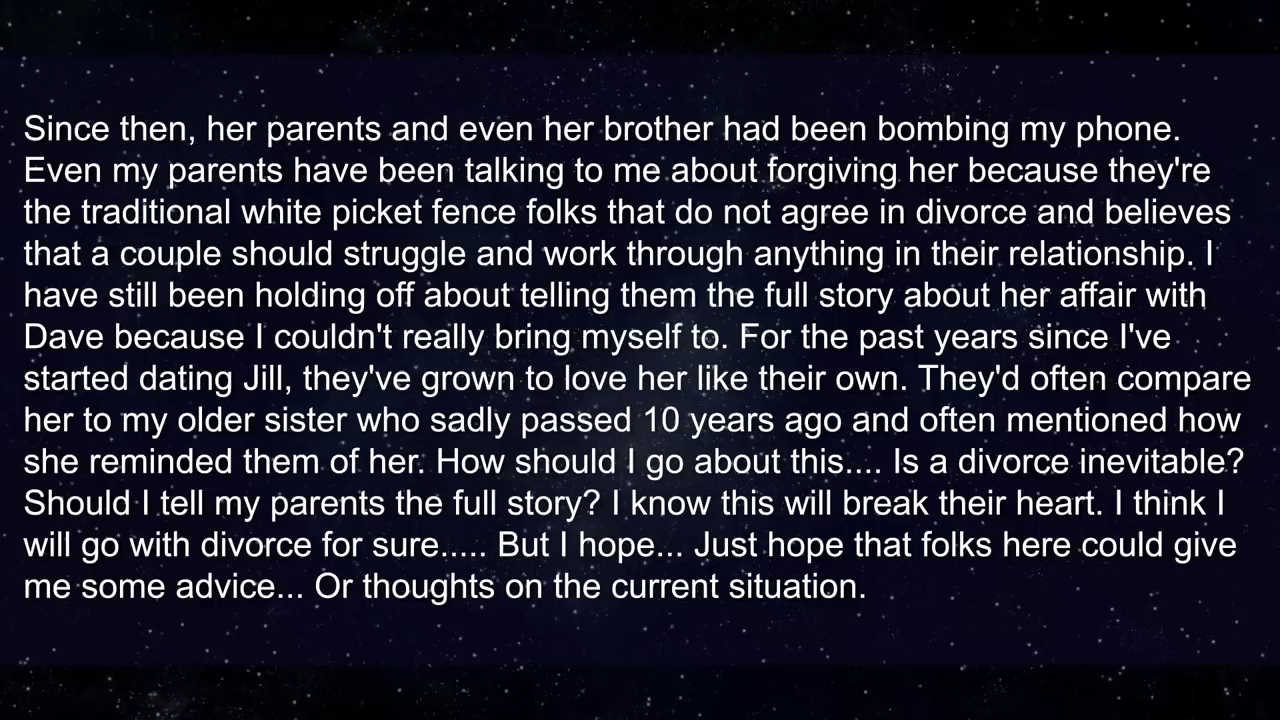 Since then, her parents and even her brother had been bombing my phone.
Even my parents have been talking to me about forgiving her because they're
the traditional white picket fence folks that do not agree in divorce and believes
that a couple should struggle and work through anything in their relationship. I
have still been holding off about telling them the full story about her affair with
Dave because I couldn't really bring myself to. For the past years since I've
started dating Jill, they've grown to love her like their own. They'd often compare
her to my older sister who sadly passed 10 years ago and often mentioned how
she reminded them of her. How should I go about this.... Is a divorce inevitable?
Should I tell my parents the full story? I know this will break their heart. I think I
will go with divorce for sure..... But I hope... Just hope that folks here could give
me some advice... Or thoughts on the current situation.